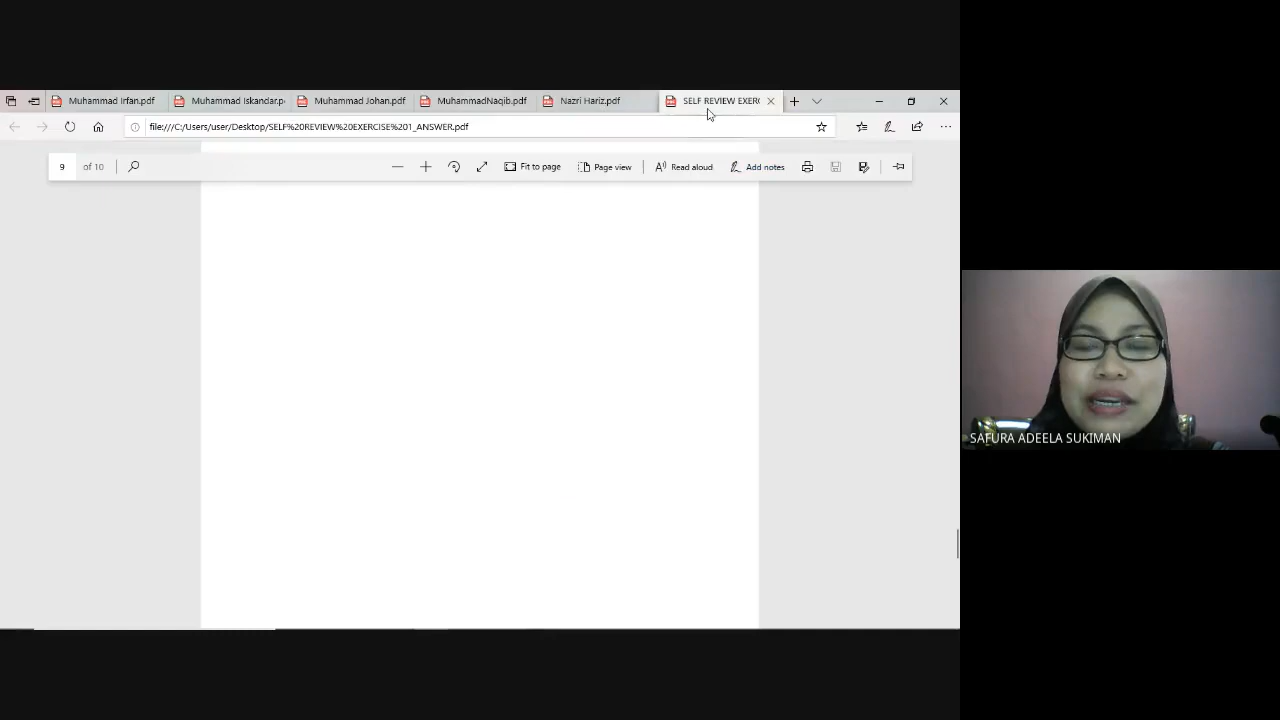 Muhammad Irfan.pdf Muhammad Iskandar.p Muhammad Johan.pdf MuhammadNaqib.pdf Nazri Hariz.pdf SELF REVIEW EXER
file:///C:/Users/user/Desktop/SELF%20REVIEW%20EXERCISE%201_ANSWER.pdf
9 of 10 Fit to page Page view Read aloud Add notes
SAFURA ADEELA SUKIMAN